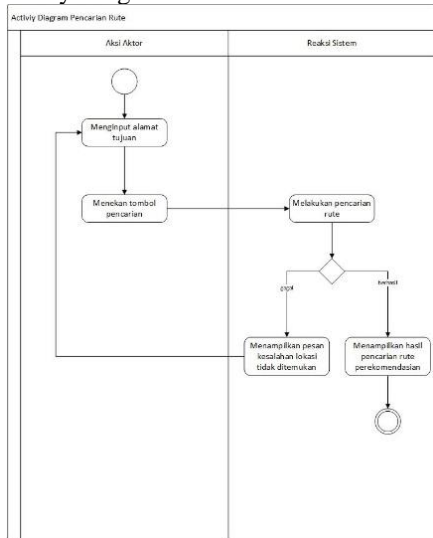 Activiy Diagram Pencarian Rute
Aksi Aktor
Reaksi Sistem
Menginput alamat
tujuan
Menekan tombol
pencarian
Melakukan pencarian
rute
Menampilkan pesan
kesalahan lokasi
tidak ditemukan
Menampilkan hasil
pencarian rute
perekomendasian